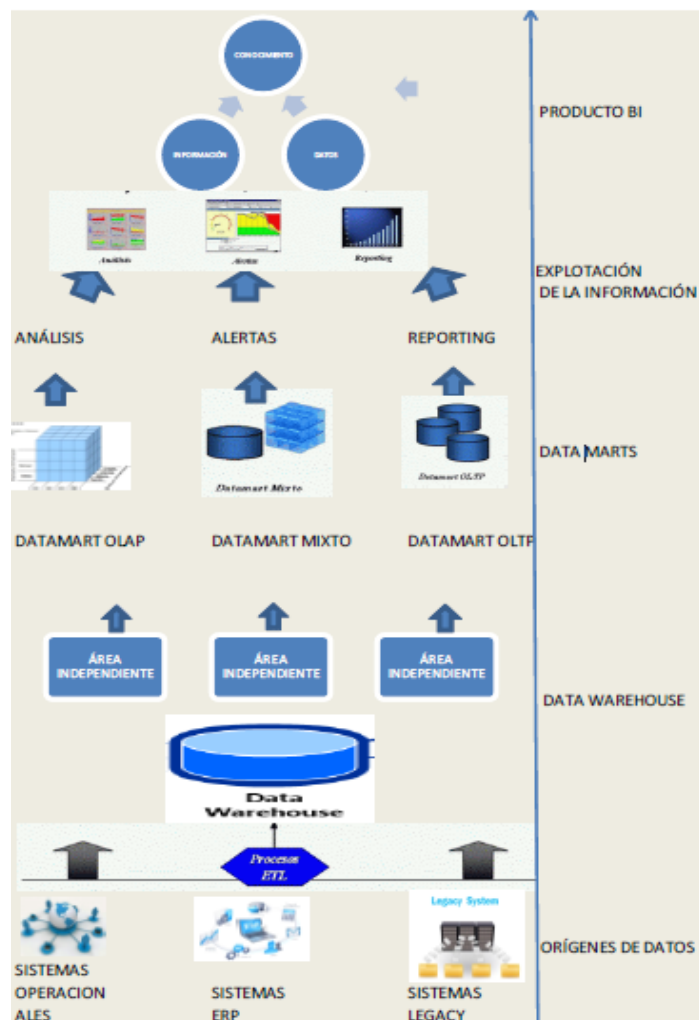 CONOCIMIENTO
PRODUCTO BI
INFORMACIÓN
DATOS
Análisis
Alertas
Reporting
EXPLOTACIÓN
DE LA INFORMACIÓN
ANÁLISIS
ALERTAS
REPORTING
Datamart Mixto
Datamart OLTP
DATA MARTS
DATAMART OLAP
DATAMART MIXTO
DATAMART OLTP
ÁREA
INDEPENDIENTE
ÁREA
INDEPENDIENTE
ÁREA
INDEPENDIENTE
DATA WAREHOUSE
Data
Warehouse
Procesos
ETL
Legacy System
ORÍGENES DE DATOS
SISTEMAS
OPERACION
ALES
SISTEMAS
ERP
SISTEMAS
LEGACY